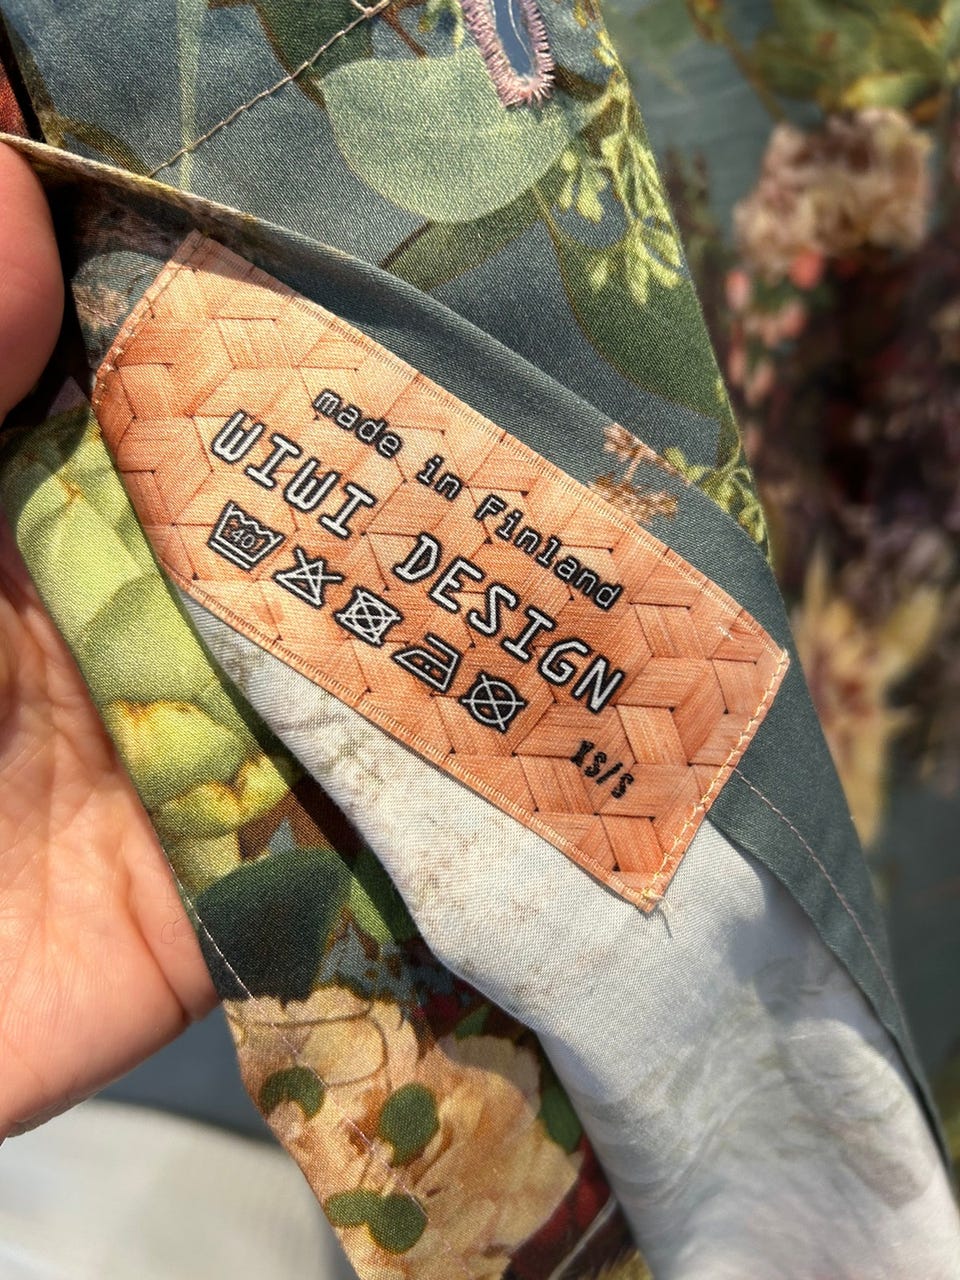 made in Finland
WIWI DESIGN
40
XS/S